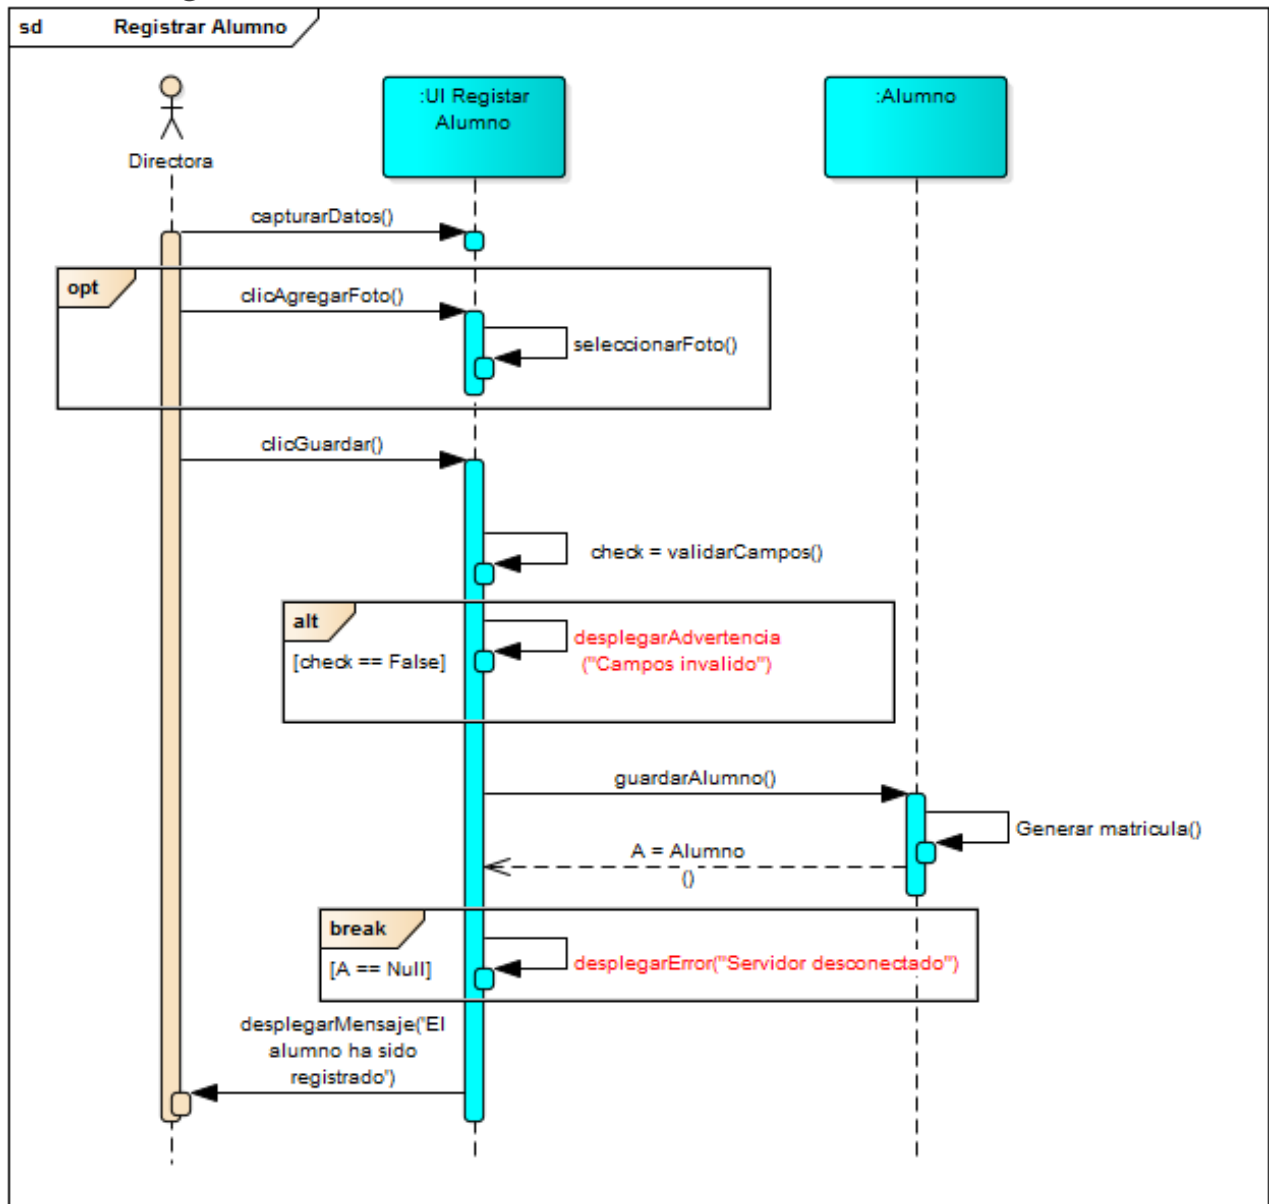 sd Registrar Alumno
:UI Registar
Alumno
:Alumno
Directora
capturarDatos()
opt
clicAgregarFoto()
seleccionarFoto()
clicGuardar()
check = validarCampos()
alt
[check == False]
desplegarAdvertencia
("Campos invalido")
guardarAlumno()
Generar matricula()
A = Alumno
()
break
[A == Null]
desplegarError("Servidor desconectado")
desplegarMensaje('El
alumno ha sido
registrado')